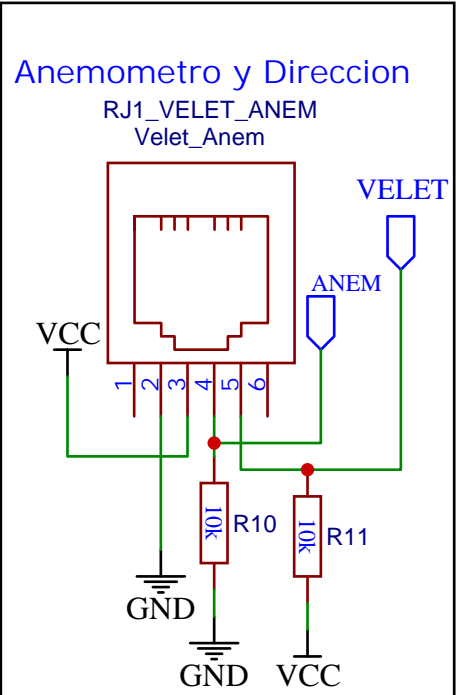 Anemometro y Direccion
RJ1_VELET_ANEM
Velet_Anem
VELET
ANEM
VCC
1 2 3 4 5 6
10k R10
10k R11
GND
GND VCC